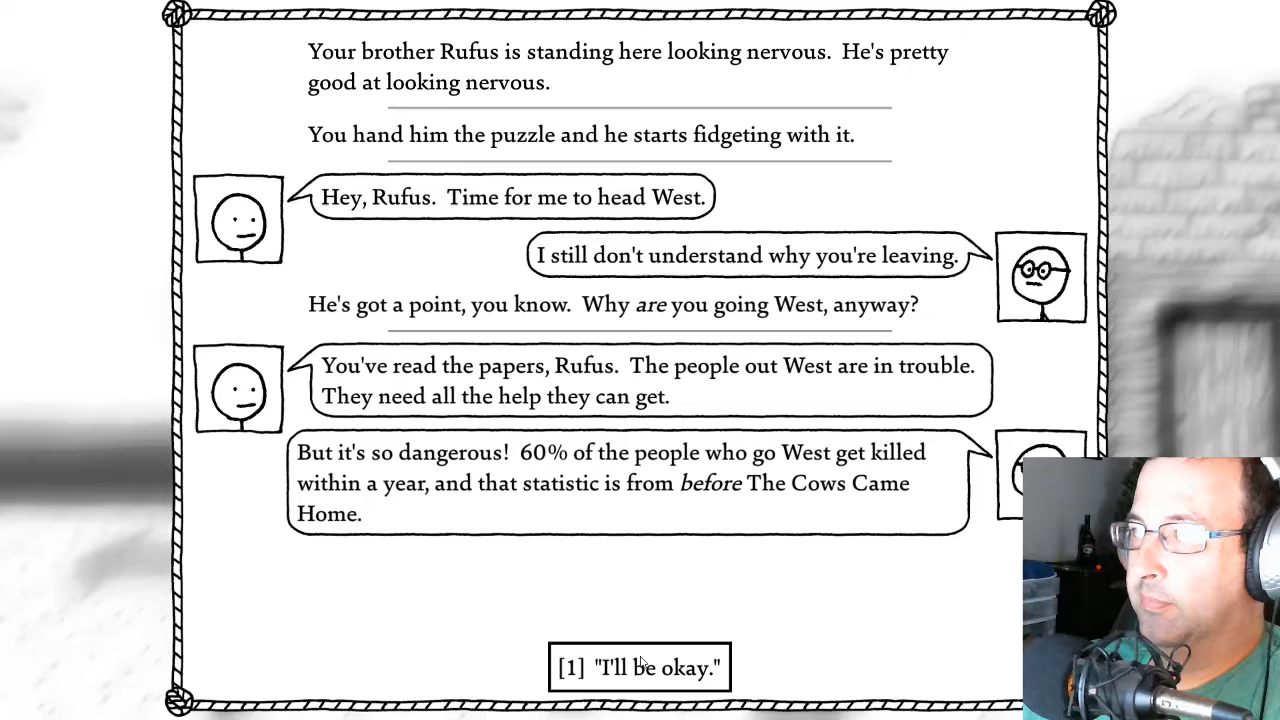 Your brother Rufus is standing here looking nervous.  He's pretty
good at looking nervous.
You hand him the puzzle and he starts fidgeting with it.
Hey, Rufus.  Time for me to head West.
I still don't understand why you're leaving.
He's got a point, you know.  Why are you going West, anyway?
You've read the papers, Rufus.  The people out West are in trouble.
They need all the help they can get.
But it's so dangerous!  60% of the people who go West get killed
within a year, and that statistic is from before The Cows Came
Home.
[1]  "I'll be okay."